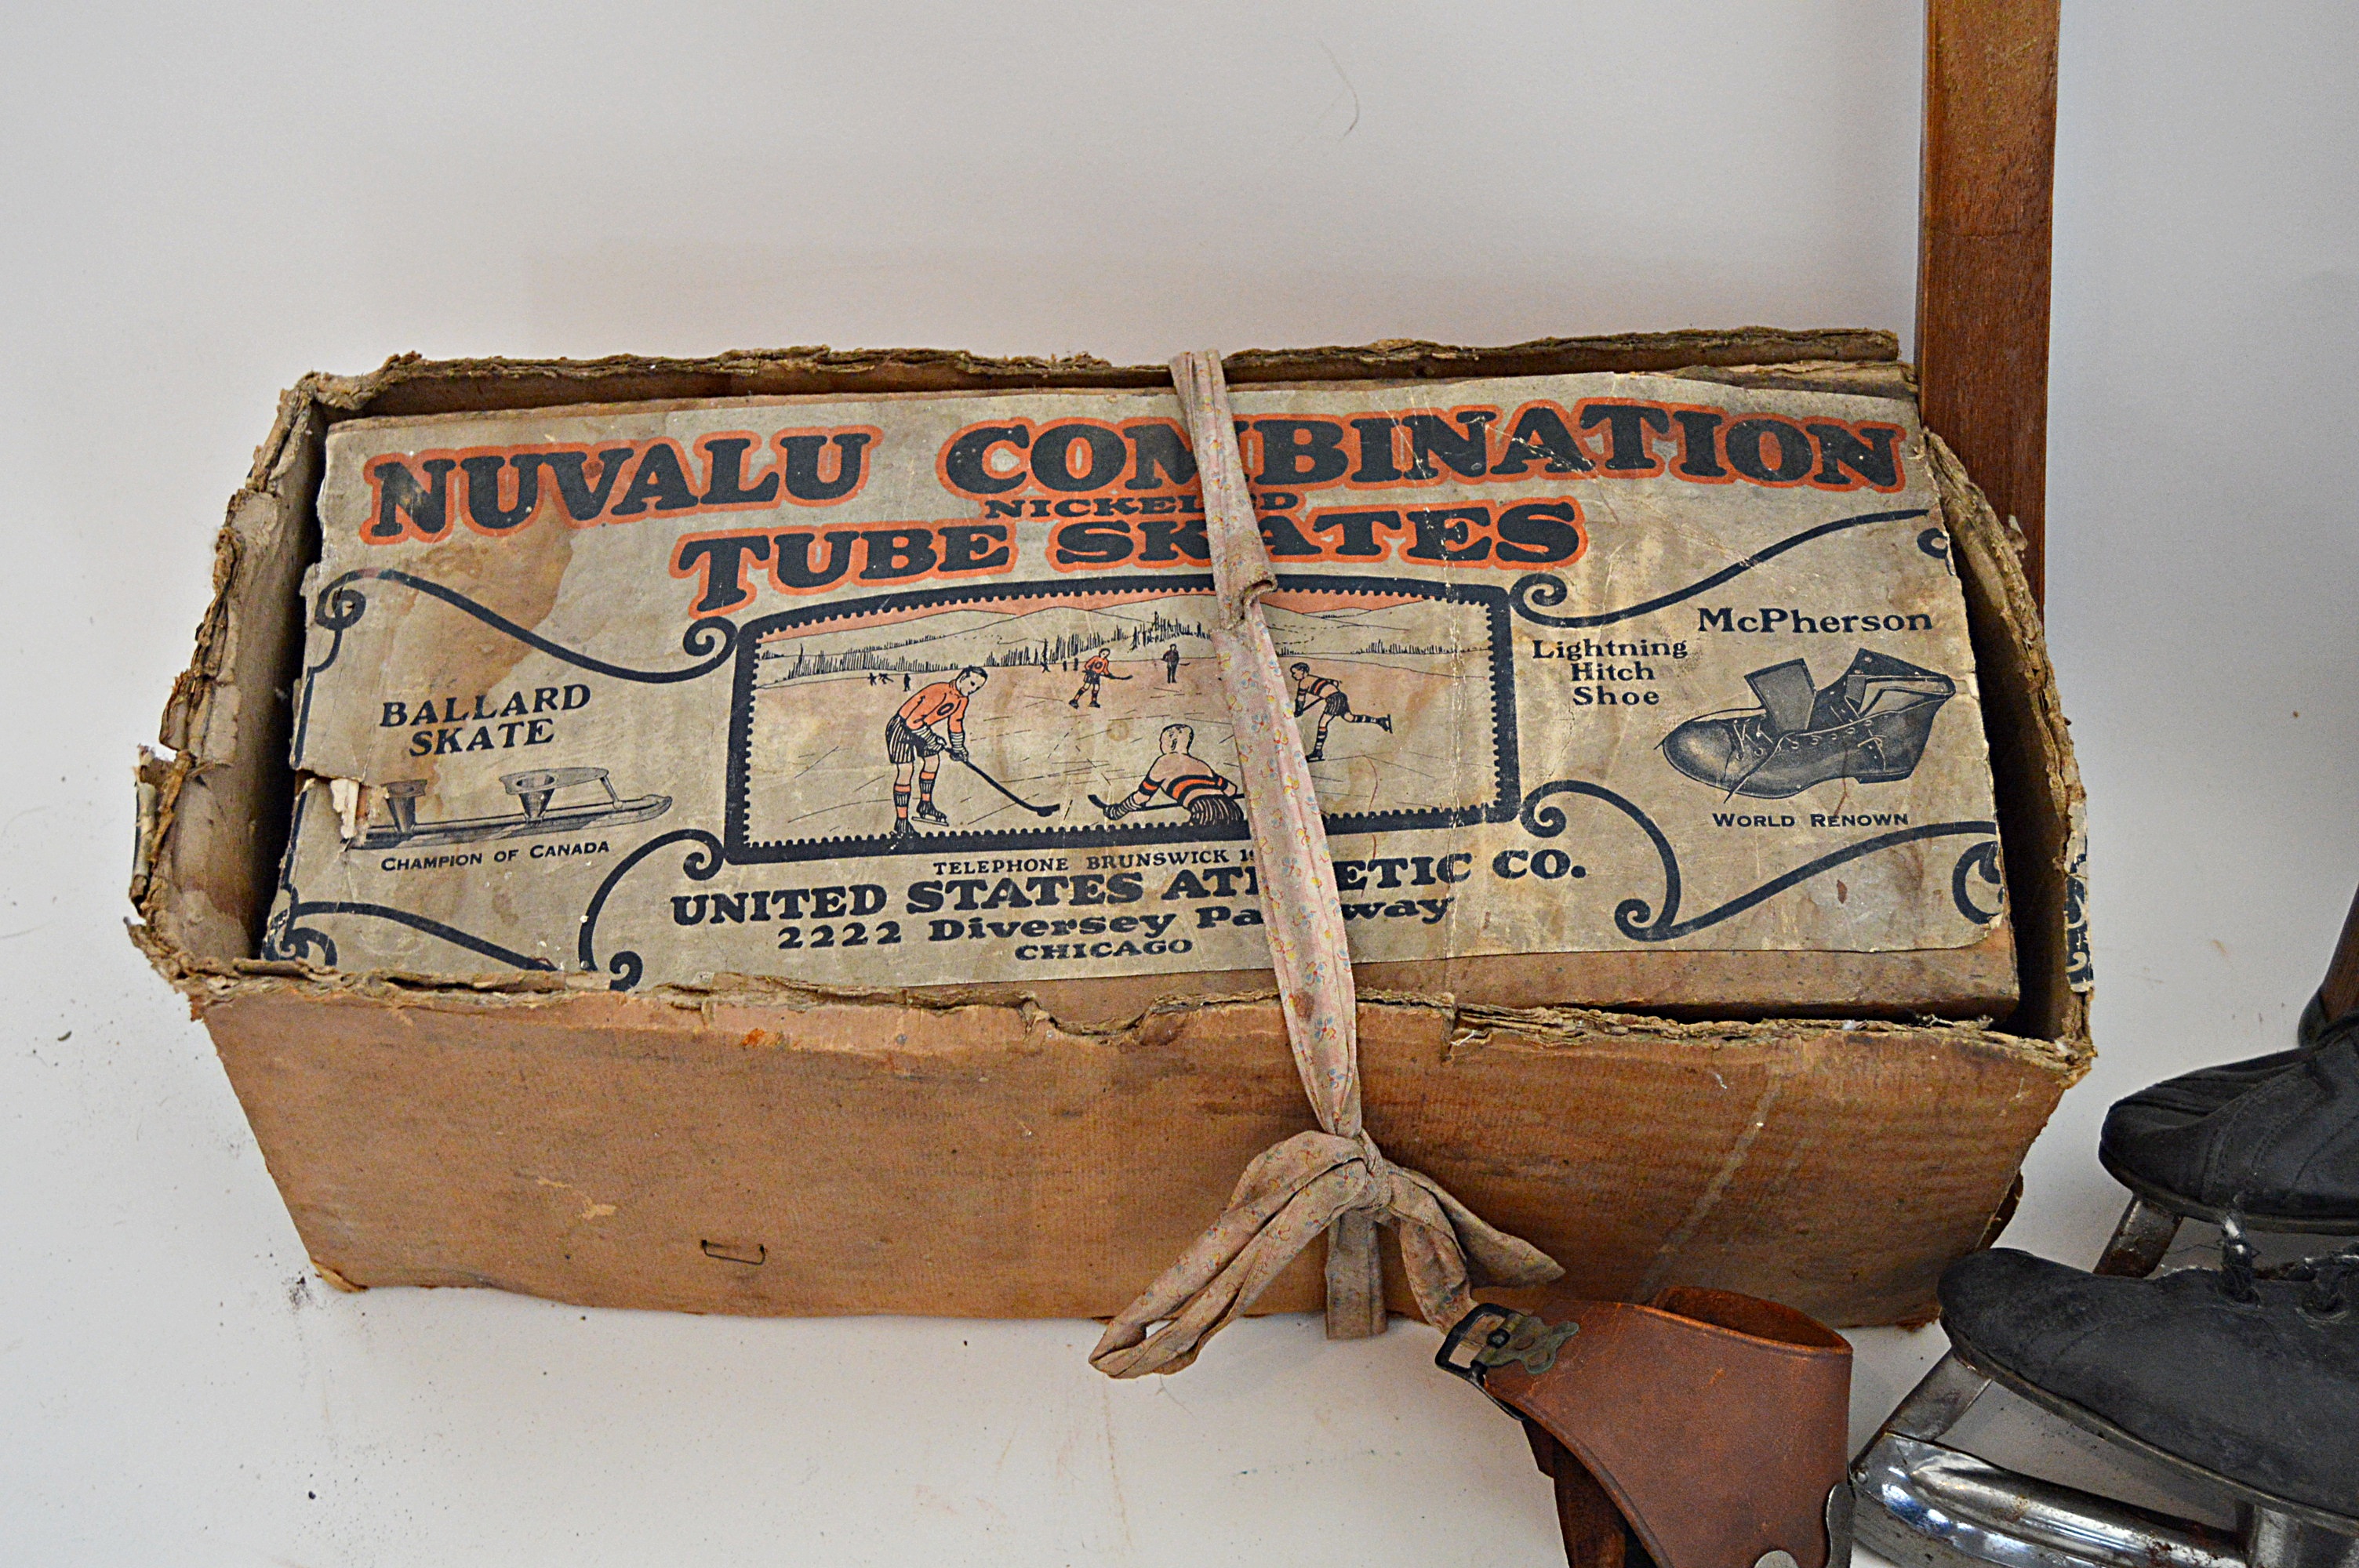 NUVALU COMBINATION
NICKELED
TUBE SKATES
BALLARD
SKATE
CHAMPION OF CANADA
McPherson
Lightning
Hitch
Shoe
WORLD RENOWN
O
TELEPHONE BRUNSWICK
UNITED STATES ATHLETIC CO.
2222 Diversey Parkway
CHICAGO